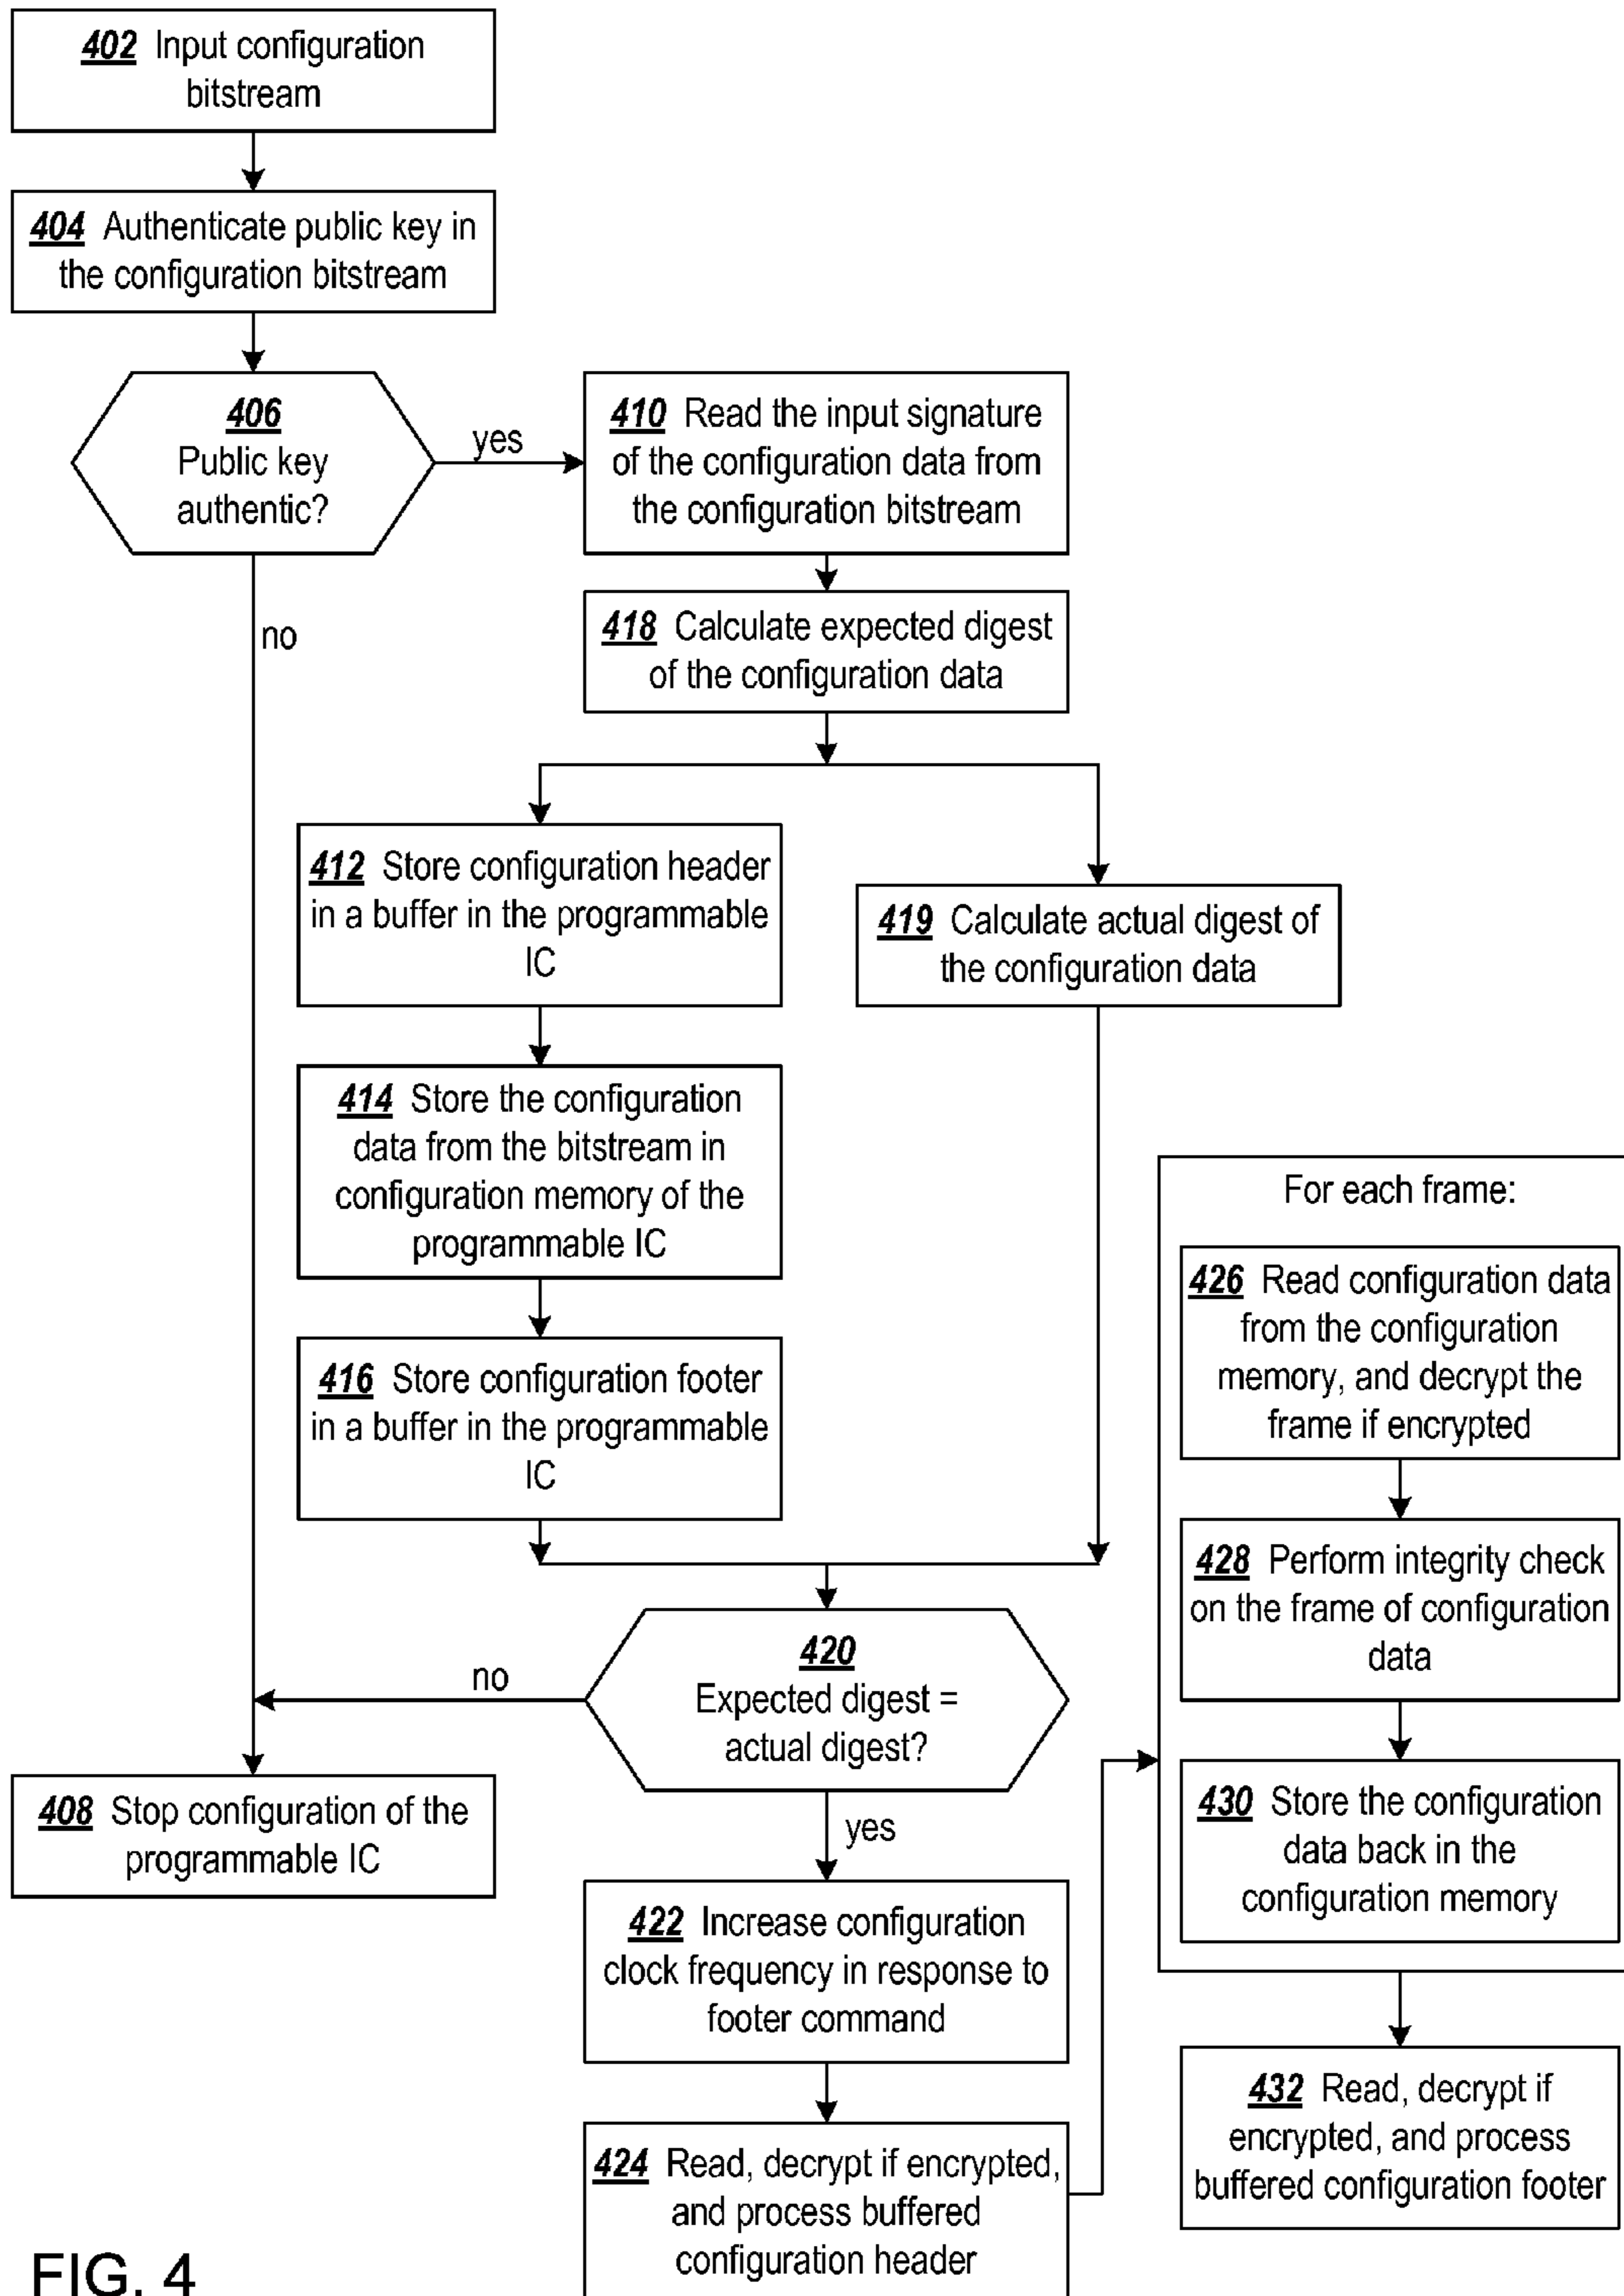 402 Input configuration
bitstream
404 Authenticate public key in
the configuration bitstream
406
Public key
authentic?
yes
no
410 Read the input signature
of the configuration data from
the configuration bitstream
418 Calculate expected digest
of the configuration data
412 Store configuration header
in a buffer in the programmable
IC
419 Calculate actual digest of
the configuration data
414 Store the configuration
data from the bitstream in
configuration memory of the
programmable IC
416 Store configuration footer
in a buffer in the programmable
IC
420
Expected digest =
actual digest?
no
yes
408 Stop configuration of the
programmable IC
422 Increase configuration
clock frequency in response to
footer command
424 Read, decrypt if encrypted,
and process buffered
configuration header
For each frame:
426 Read configuration data
from the configuration
memory, and decrypt the
frame if encrypted
428 Perform integrity check
on the frame of configuration
data
430 Store the configuration
data back in the
configuration memory
432 Read, decrypt if
encrypted, and process
buffered configuration footer
FIG. 4